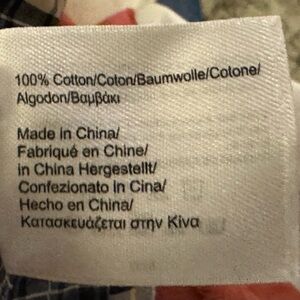 100% Cotton/Coton/Baumwolle/Cotone/
Algodon/Βαμβάκι
Made in China/
Fabriqué en Chine/
in China Hergestellt/
Confezionato In Cina/
Hecho en China/
Κατασκευάζεται στην Κίνα